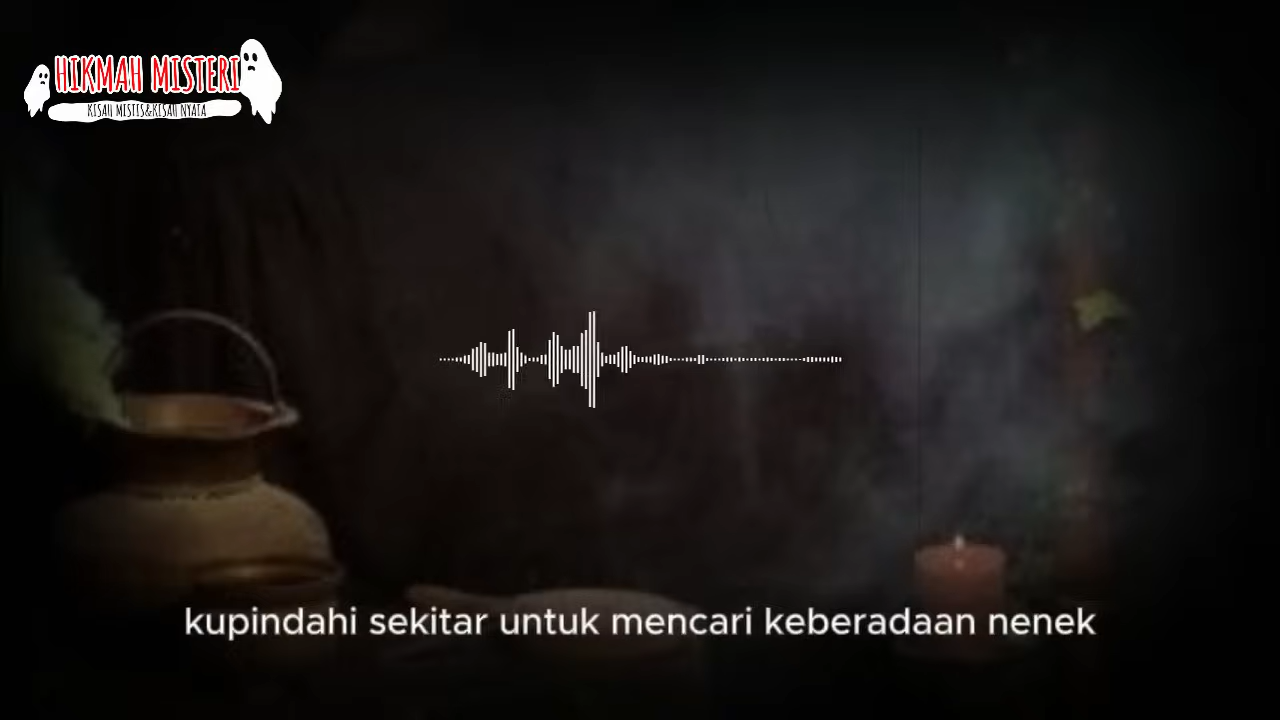 HIKMAH MISTERI
KISAH MISTIS&KISAH NYATA
kupindahi sekitar untuk mencari keberadaan nenek